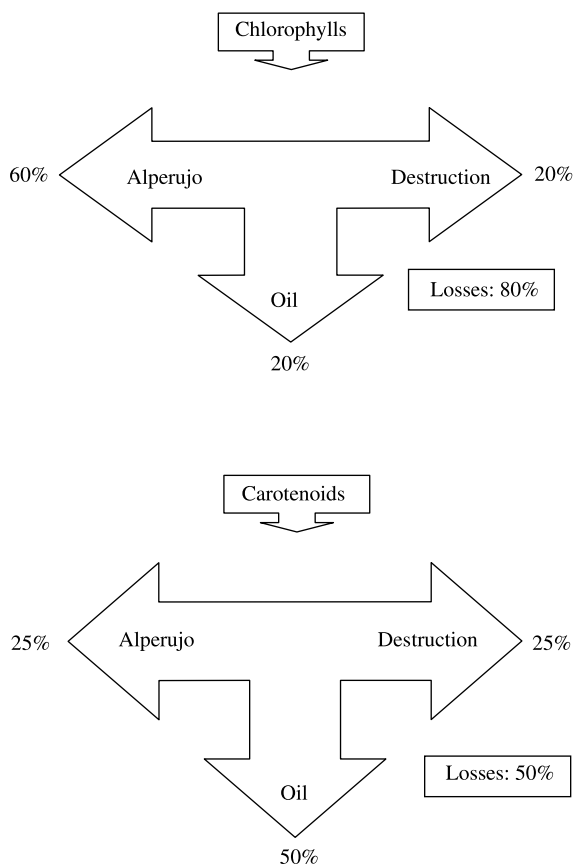 Chlorophylls
60%
Alperujo
Destruction
20%
Losses: 80%
Oil
20%
Carotenoids
25%
Alperujo
Destruction
25%
Losses: 50%
Oil
50%